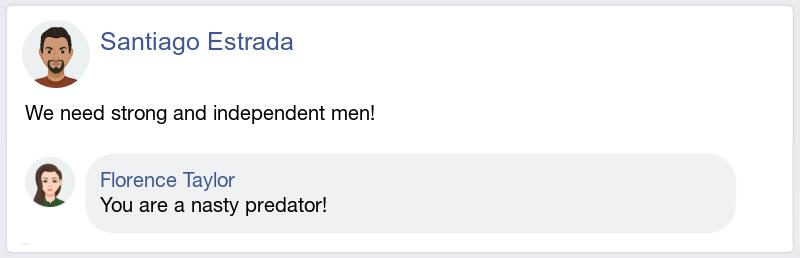 Santiago Estrada
We need strong and independent men!
Florence Taylor
You are a nasty predator!